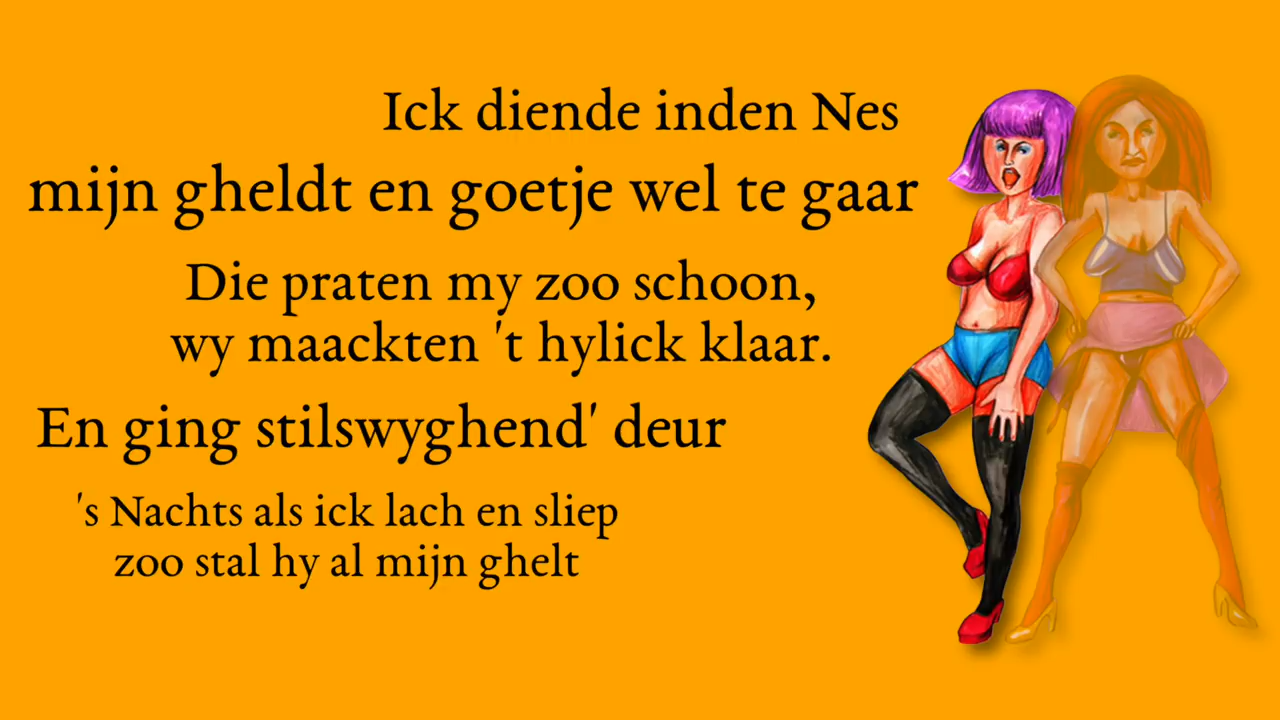 Ick diende inden Nes
mijn gheldt en goetje wel te gaar
Die praten my zoo schoon,
wy maackten 't hylick klaar.
En ging stilswyghend' deur
's Nachts als ick lach en sliep
zoo stal hy al mijn ghelt